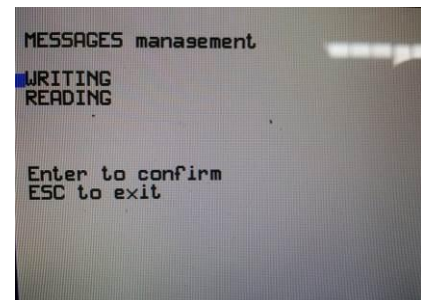 MESSAGES management
WRITING
READING
Enter to confirm
ESC to exit